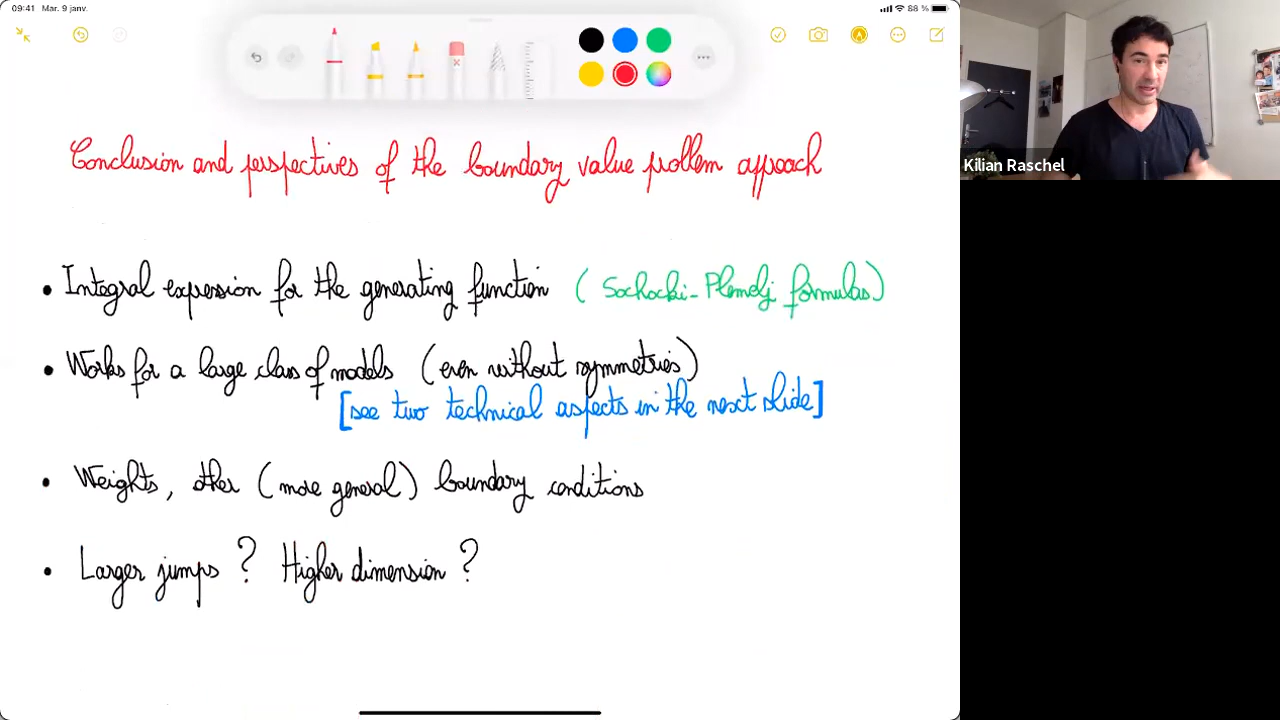 09:41 Mar. 9 janv.
88 %
Conclusion and perspectives of the boundary value problem approach
Kilian Raschel
• Integral expression for the generating function (Sochocki-Plemelj formulas)
• Works for a large class of models (even without symmetries)
[see two technical aspects in the next slide]
• Weights, other (more general) boundary conditions
• Larger jumps ? Higher dimension ?